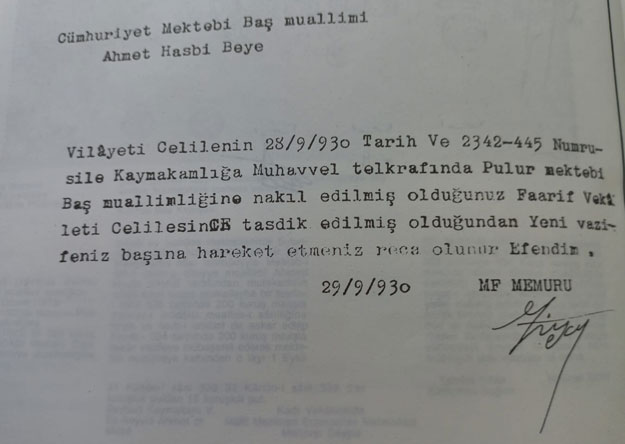 Cümhuriyet Mektebi Baş muallimi
Ahmet Hasbi Beye
Vilâyeti Celilenin 28/9/930 Tarih Ve 2342-445 Numru-
sile Kaymakamlığa Muhavvel telkrafında Pulur mektebi
Baş muallimliğine nakıl edilmiş olduğunuz Faarif Vekâ
leti CelilesinCE tasdik edilmiş olduğundan Yeni vazi-
feniz başına hareket etmeniz reca olunur Efendim .
29/9/930 MF MEMURU